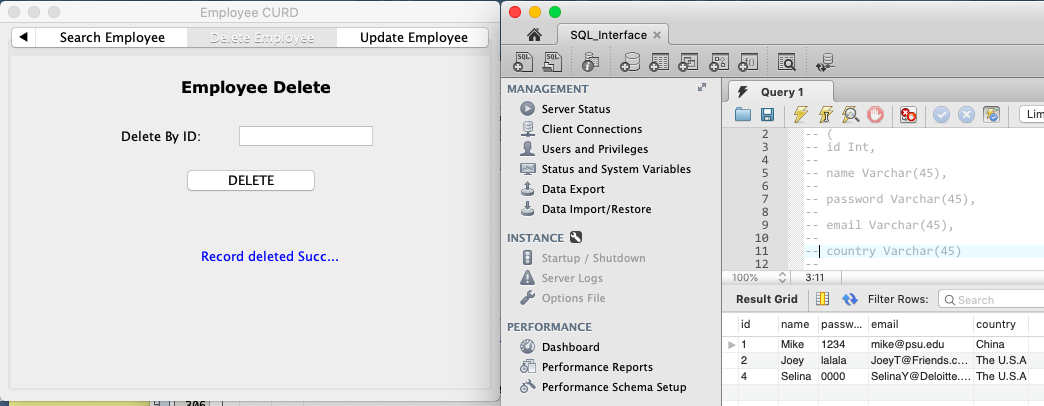 Employee CURD
◀ Search Employee Delete Employee Update Employee
Employee Delete
Delete By ID:
DELETE
Record deleted Succ...
306
SQL_Interface
MANAGEMENT
Server Status
Client Connections
Users and Privileges
Status and System Variables
Data Export
Data Import/Restore
INSTANCE
Startup / Shutdown
Server Logs
Options File
PERFORMANCE
Dashboard
Performance Reports
Performance Schema Setup
Query 1
Lim
2 -- (
3 -- id Int,
4 --
5 -- name Varchar(45),
6 --
7 -- password Varchar(45),
8 --
9 -- email Varchar(45),
10 --
11 -- country Varchar(45)
12 --
100% 3:11
Result Grid Filter Rows: Search
id name passw... email country
1 Mike 1234 mike@psu.edu China
2 Joey lalala JoeyT@Friends.c... The U.S.A
4 Selina 0000 SelinaY@Deloitte.... The U.S.A